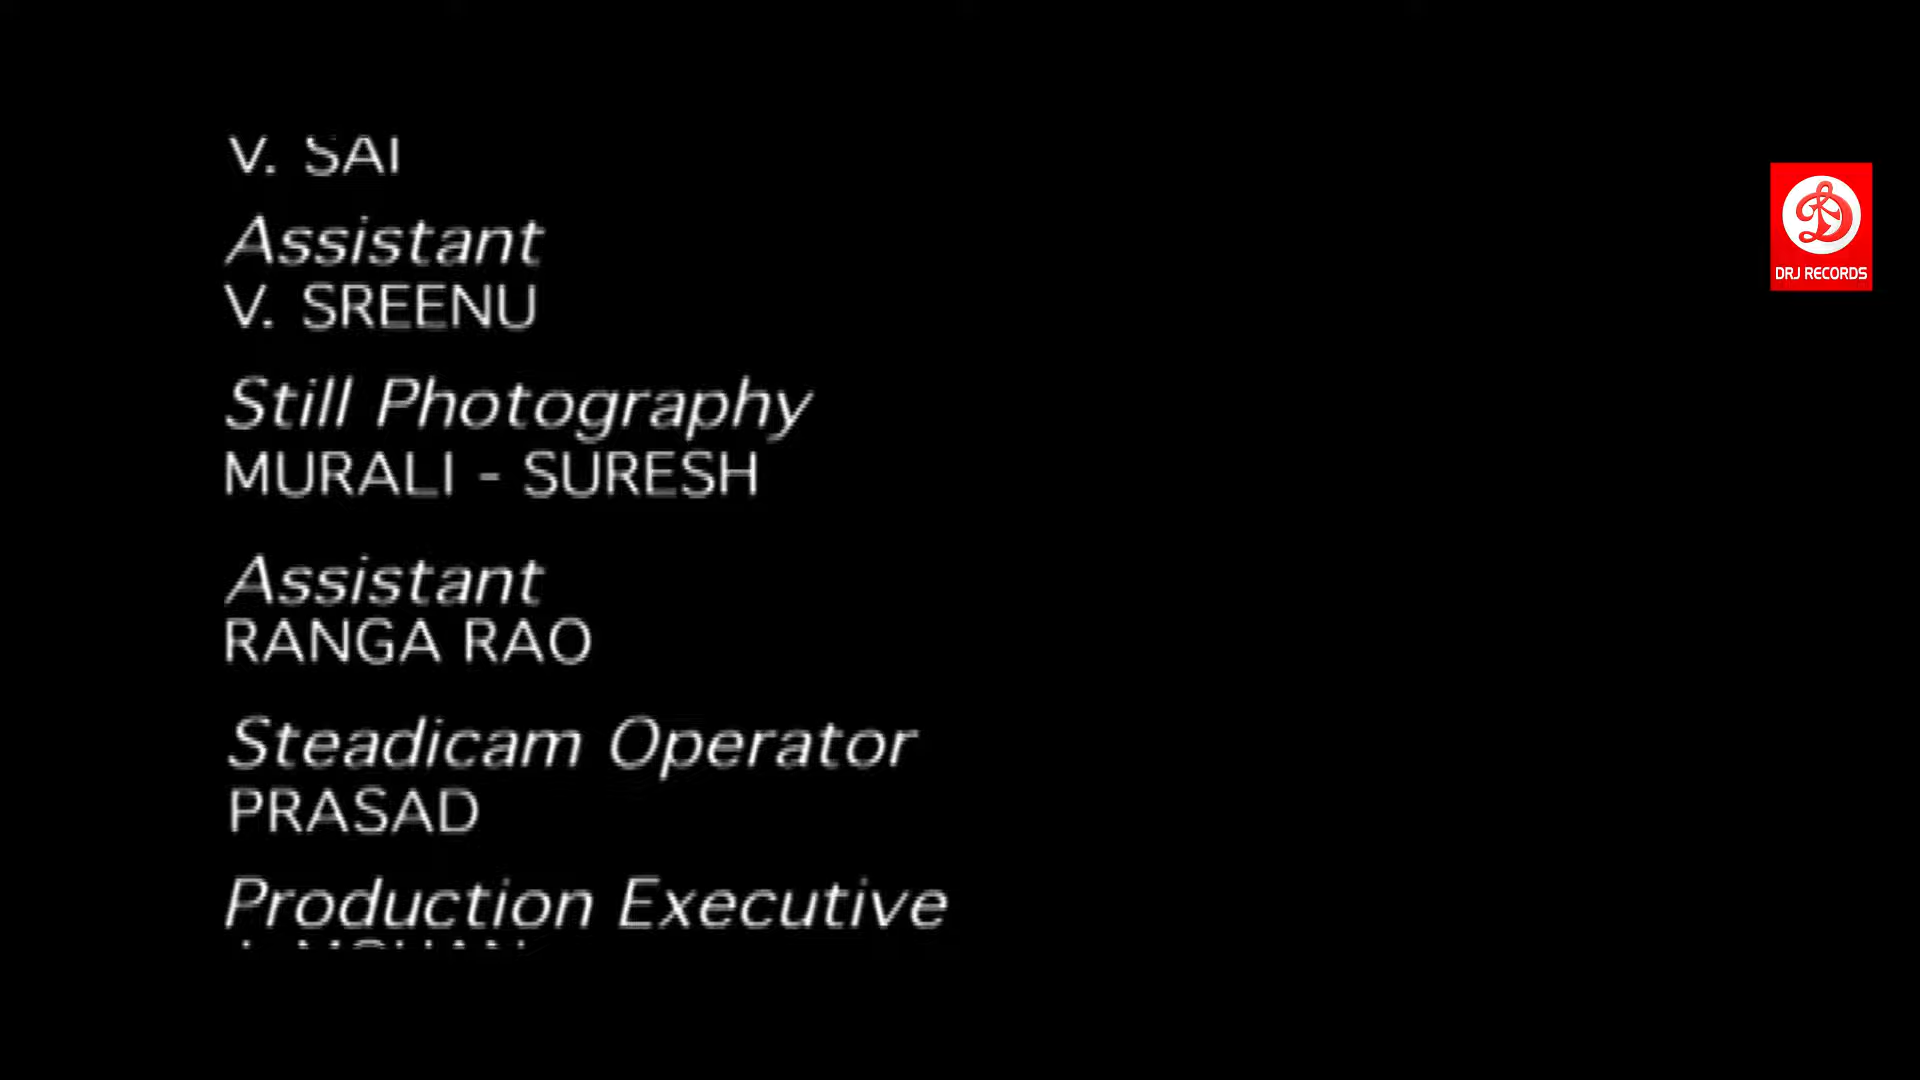 V. SAI
Assistant
V. SREENU
Still Photography
MURALI - SURESH
Assistant
RANGA RAO
Steadicam Operator
PRASAD
Production Executive
DRJ RECORDS